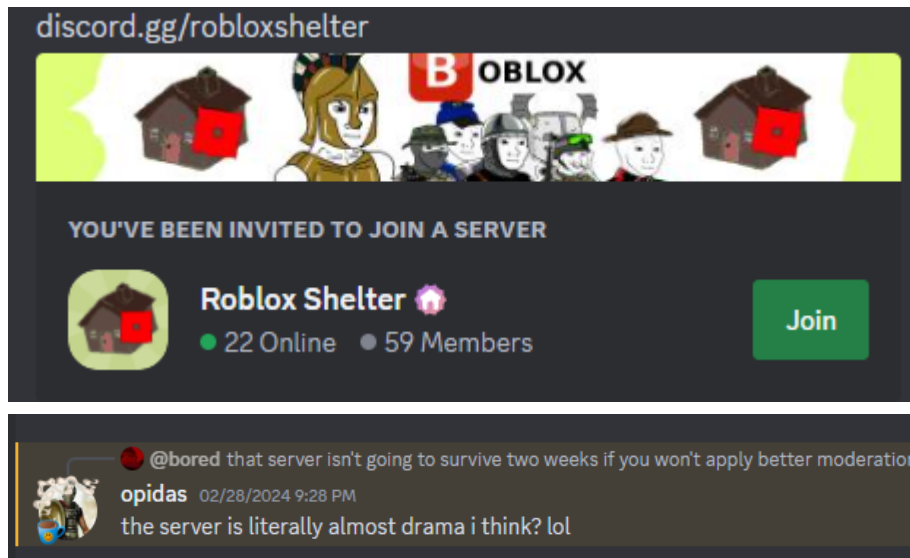 discord.gg/robloxshelter
B OBLOX
YOU'VE BEEN INVITED TO JOIN A SERVER
Roblox Shelter
22 Online 59 Members
Join
@bored that server isn't going to survive two weeks if you won't apply better moderation
opidas 02/28/2024 9:28 PM
the server is literally almost drama i think? lol